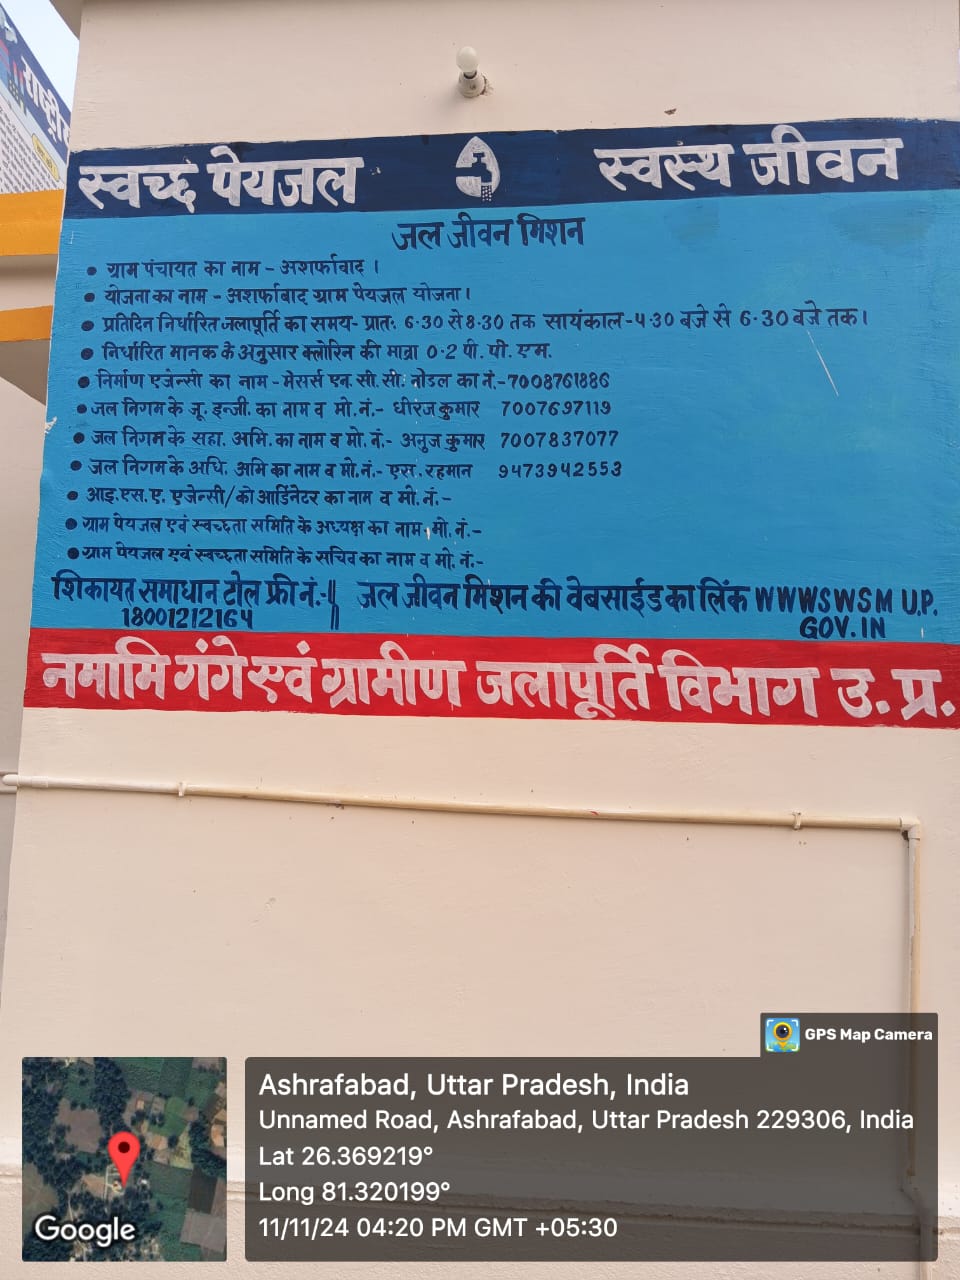 राष्ट्रीय
स्वच्छ पेयजल स्वस्थ जीवन
जल जीवन मिशन
• ग्राम पंचायत का नाम - अशर्फाबाद ।
• योजना का नाम - अशर्फाबाद ग्राम पेयजल योजना ।
• प्रतिदिन निर्धारित जलापूर्ति का समय- प्रातः 6.30 से 8.30 तक सायंकाल-4.30 बजे से 6.30 बजे तक ।
• निर्धारित मानक के अनुसार क्लोरिन की मात्रा 0.2 पी. पी. एम.
• निर्माण एजेन्सी का नाम - मेसर्स एन. सी. सी. नोडल का नं.-7008761886
• जल निगम के जू. इन्जी. का नाम व मो. नं.- धीरज कुमार 7007697119
• जल निगम के सहा. अभि. का नाम व मो. नं.- अनुज कुमार 7007837077
• जल निगम के अधि. अभि का नाम व मो. नं.- एस. रहमान 9473942553
• आइ.एस.ए. एजेन्सी/को आर्डिनेटर का नाम व मो. नं.-
• ग्राम पेयजल एवं स्वच्छता समिति के अध्यक्ष का नाम, मो. नं.-
• ग्राम पेयजल एवं स्वच्छता समिति के सचिव का नाम व मो. नं.-
शिकायत समाधान टोल फ्री नं.-॥ जल जीवन मिशन की वेबसाईड का लिंक WWWSWSM U.P.
18001212164 GOV.IN
नमामि गंगे एवं ग्रामीण जलापूर्ति विभाग उ. प्र.
GPS Map Camera
Ashrafabad, Uttar Pradesh, India
Unnamed Road, Ashrafabad, Uttar Pradesh 229306, India
Lat 26.369219°
Long 81.320199°
11/11/24 04:20 PM GMT +05:30
Google